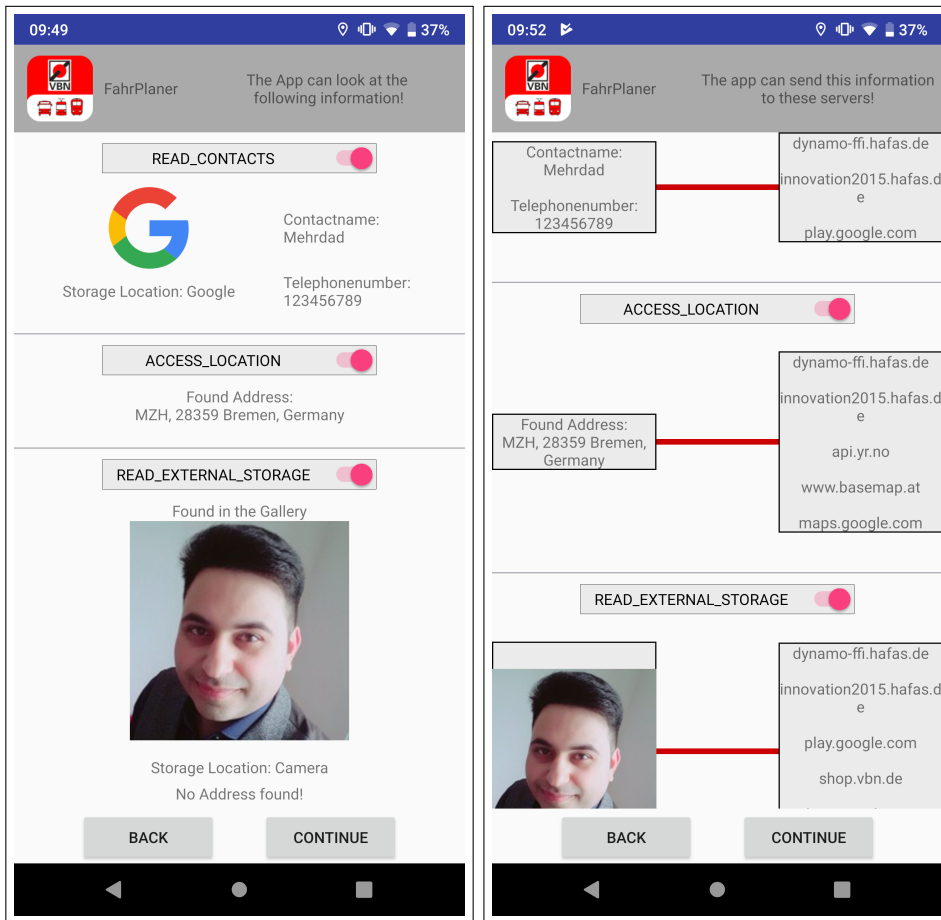 09:49
37%
VBN
FahrPlaner
The App can look at the
following information!
READ_CONTACTS
Contactname:
Mehrdad
Telephonenumber:
123456789
Storage Location: Google
ACCESS_LOCATION
Found Address:
MZH, 28359 Bremen, Germany
READ_EXTERNAL_STORAGE
Found in the Gallery
Storage Location: Camera
No Address found!
BACK
CONTINUE
09:52
37%
VBN
FahrPlaner
The app can send this information
to these servers!
Contactname:
Mehrdad
Telephonenumber:
123456789
dynamo-ffi.hafas.de
innovation2015.hafas.d
e
play.google.com
ACCESS_LOCATION
Found Address:
MZH, 28359 Bremen,
Germany
dynamo-ffi.hafas.de
innovation2015.hafas.d
e
api.yr.no
www.basemap.at
maps.google.com
READ_EXTERNAL_STORAGE
dynamo-ffi.hafas.de
innovation2015.hafas.d
e
play.google.com
shop.vbn.de
BACK
CONTINUE